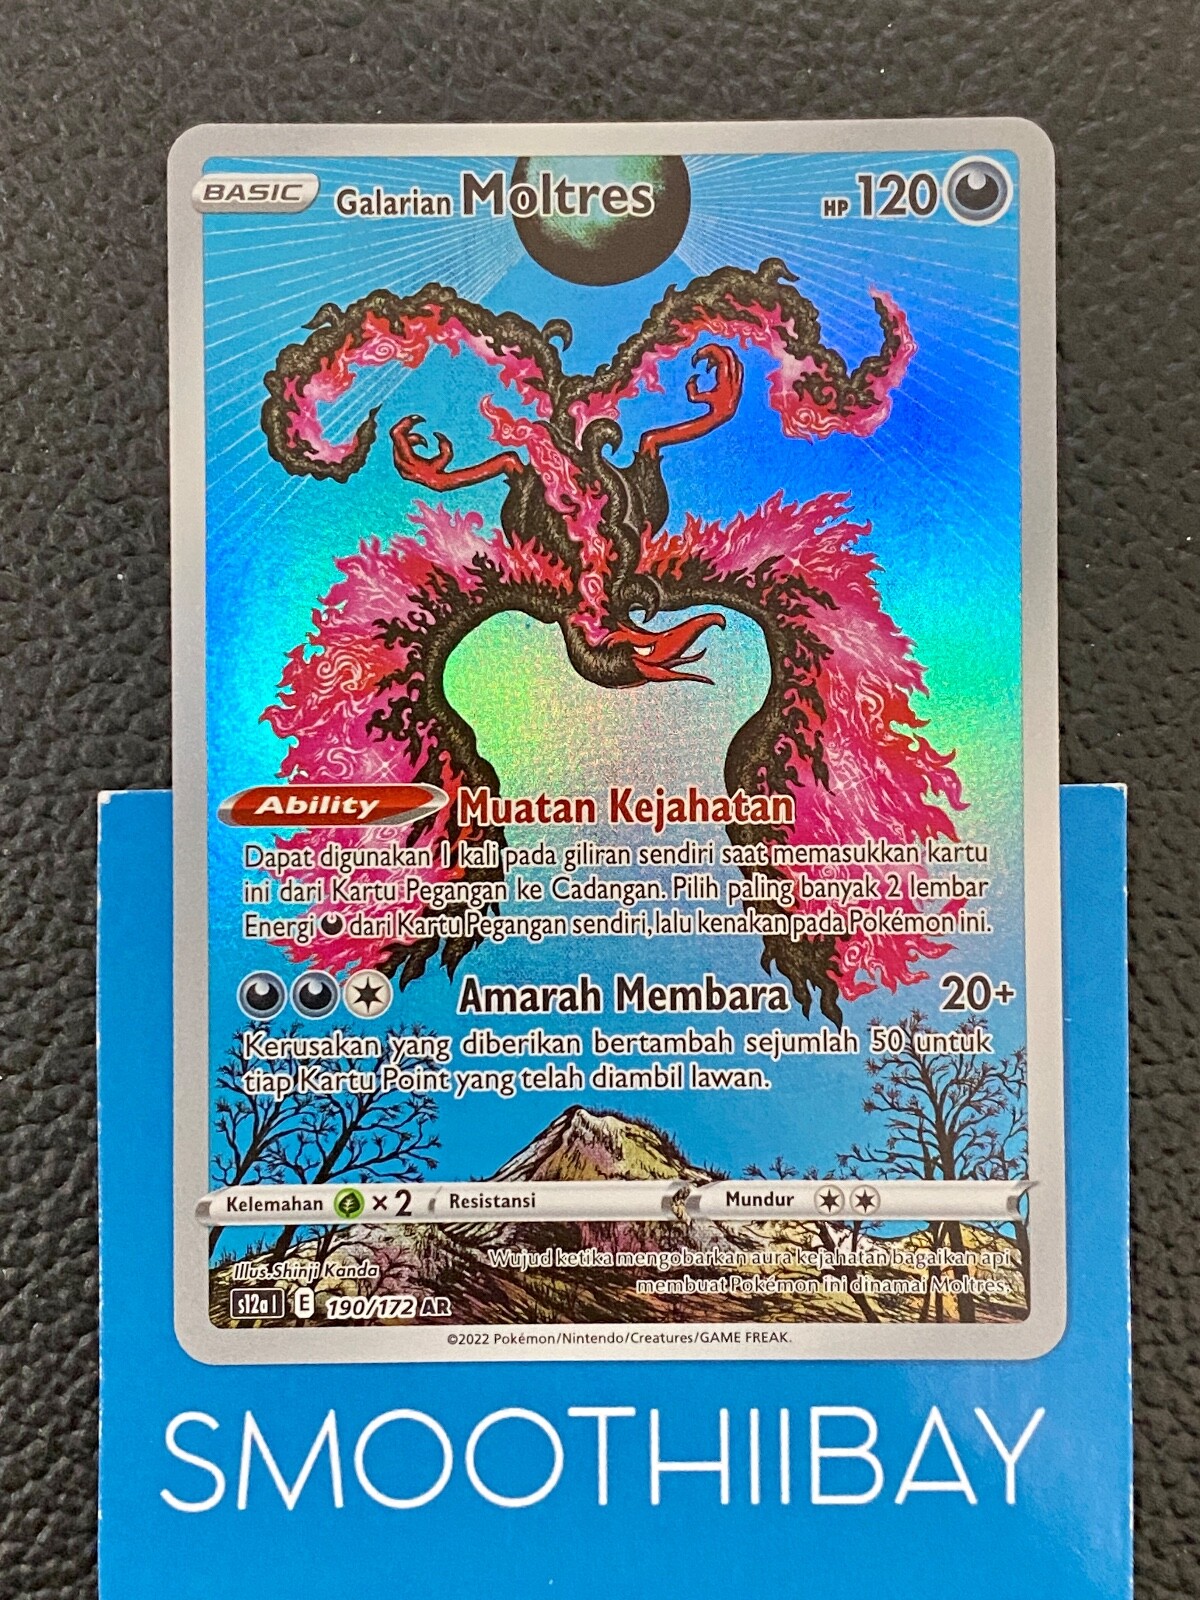 BASIC Galarian Moltres HP 120
Ability Muatan Kejahatan
Dapat digunakan 1 kali pada giliran sendiri saat memasukkan kartu
ini dari Kartu Pegangan ke Cadangan. Pilih paling banyak 2 lembar
Energi dari Kartu Pegangan sendiri, lalu kenakan pada Pokémon ini.
Amarah Membara 20+
Kerusakan yang diberikan bertambah sejumlah 50 untuk
tiap Kartu Point yang telah diambil lawan.
Kelemahan ×2 Resistansi Mundur
Wujud ketika mengobarkan aura kejahatan bagaikan api
membuat Pokémon ini dinamai Moltres.
Illus. Shinji Kanda
s12a I E 190/172 AR
©2022 Pokémon/Nintendo/Creatures/GAME FREAK.
SMOOTHIIBAY